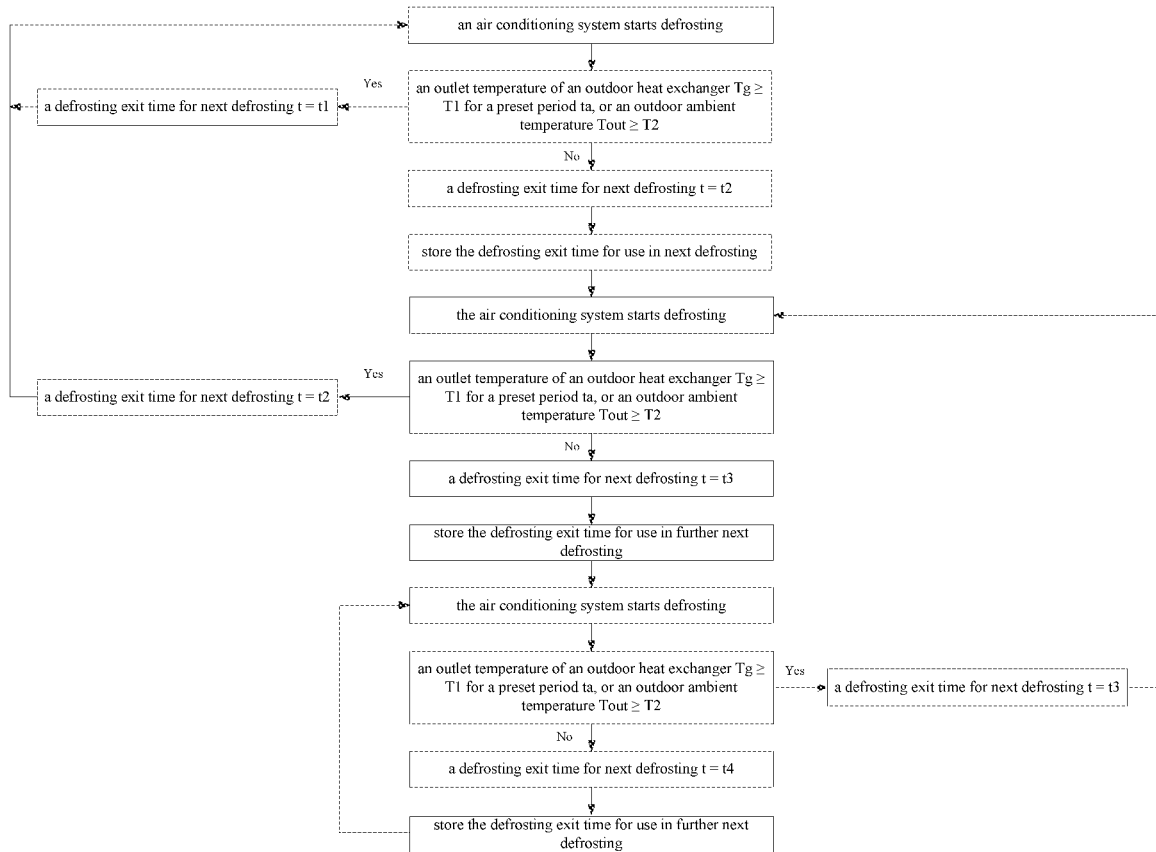 an air conditioning system starts defrosting
Yes
a defrosting exit time for next defrosting t = t1
an outlet temperature of an outdoor heat exchanger Tg ≥
T1 for a preset period ta, or an outdoor ambient
temperature Tout ≥ T2
No
a defrosting exit time for next defrosting t = t2
store the defrosting exit time for use in next defrosting
the air conditioning system starts defrosting
Yes
a defrosting exit time for next defrosting t = t2
an outlet temperature of an outdoor heat exchanger Tg ≥
T1 for a preset period ta, or an outdoor ambient
temperature Tout ≥ T2
No
a defrosting exit time for next defrosting t = t3
store the defrosting exit time for use in further next
defrosting
the air conditioning system starts defrosting
an outlet temperature of an outdoor heat exchanger Tg ≥
T1 for a preset period ta, or an outdoor ambient
temperature Tout ≥ T2
Yes
a defrosting exit time for next defrosting t = t3
No
a defrosting exit time for next defrosting t = t4
store the defrosting exit time for use in further next
defrosting